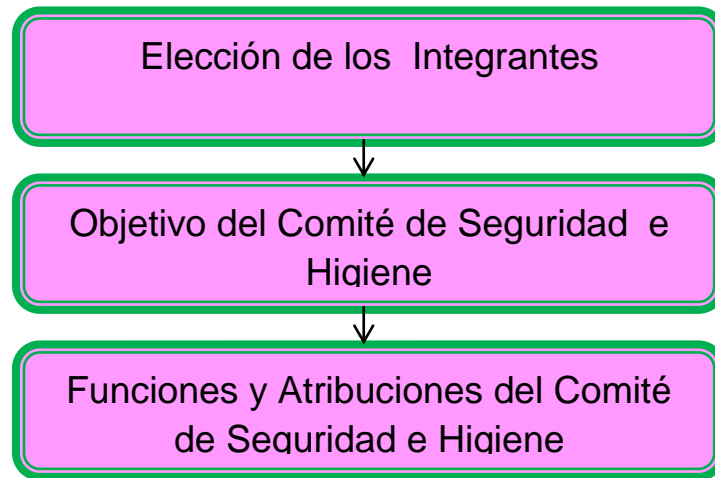 Elección de los Integrantes
Objetivo del Comité de Seguridad e
Higiene
Funciones y Atribuciones del Comité
de Seguridad e Higiene